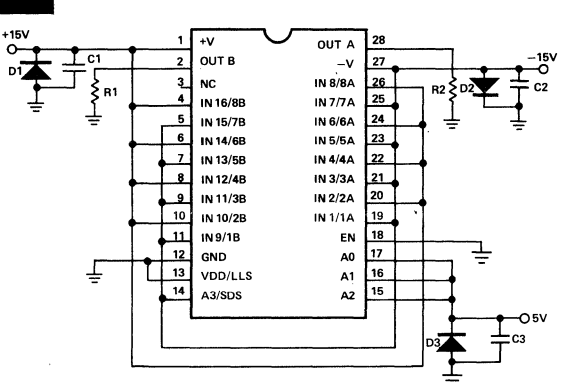 +15V
D1
C1
R1
1 +V
2 OUT B
3 NC
4 IN 16/8B
5 IN 15/7B
6 IN 14/6B
7 IN 13/5B
8 IN 12/4B
9 IN 11/3B
10 IN 10/2B
11 IN 9/1B
12 GND
13 VDD/LLS
14 A3/SDS
OUT A 28
-V 27
IN 8/8A 26
IN 7/7A 25
IN 6/6A 24
IN 5/5A 23
IN 4/4A 22
IN 3/3A 21
IN 2/2A 20
IN 1/1A 19
EN 18
A0 17
A1 16
A2 15
-15V
R2
D2
C2
5V
D3
C3